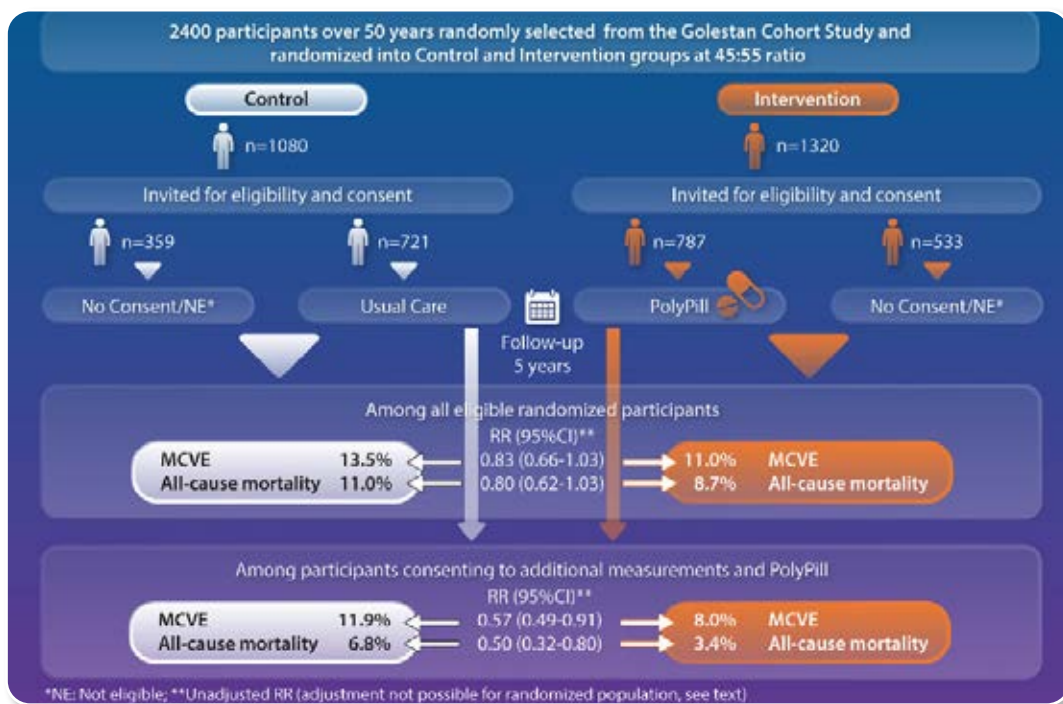 2400 participants over 50 years randomly selected from the Golestan Cohort Study and
randomized into Control and Intervention groups at 45:55 ratio
Control
Intervention
n=1080
n=1320
Invited for eligibility and consent
Invited for eligibility and consent
n=359
n=721
n=787
n=533
No Consent/NE*
Usual Care
PolyPill
No Consent/NE*
Follow-up
5 years
Among all eligible randomized participants
RR (95%CI)**
MCVE 13.5% 0.83 (0.66-1.03) 11.0% MCVE
All-cause mortality 11.0% 0.80 (0.62-1.03) 8.7% All-cause mortality
Among participants consenting to additional measurements and PolyPill
RR (95%CI)**
MCVE 11.9% 0.57 (0.49-0.91) 8.0% MCVE
All-cause mortality 6.8% 0.50 (0.32-0.80) 3.4% All-cause mortality
*NE: Not eligible; **Unadjusted RR (adjustment not possible for randomized population, see text)